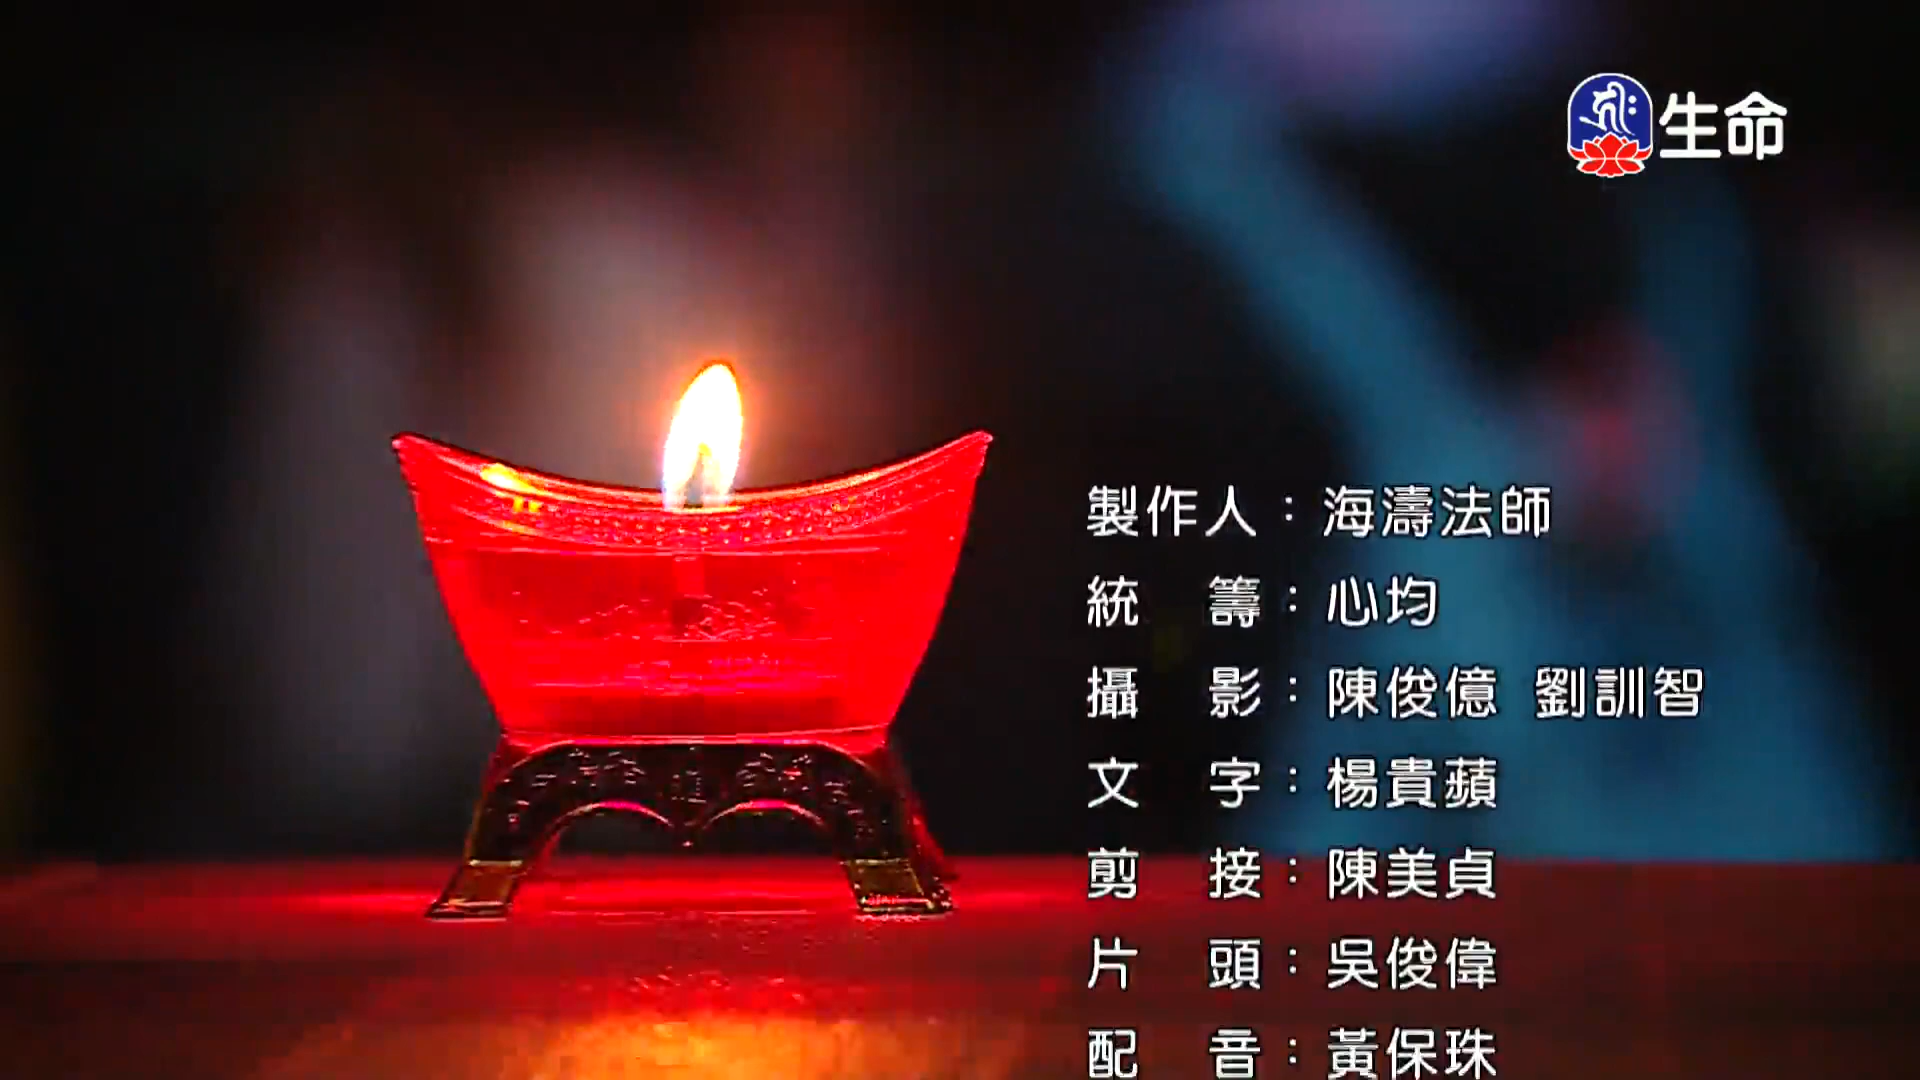 生命
製作人：海濤法師
統　籌：心均
攝　影：陳俊億 劉訓智
文　字：楊貴蘋
剪　接：陳美貞
片　頭：吳俊偉
配　音：黃保珠